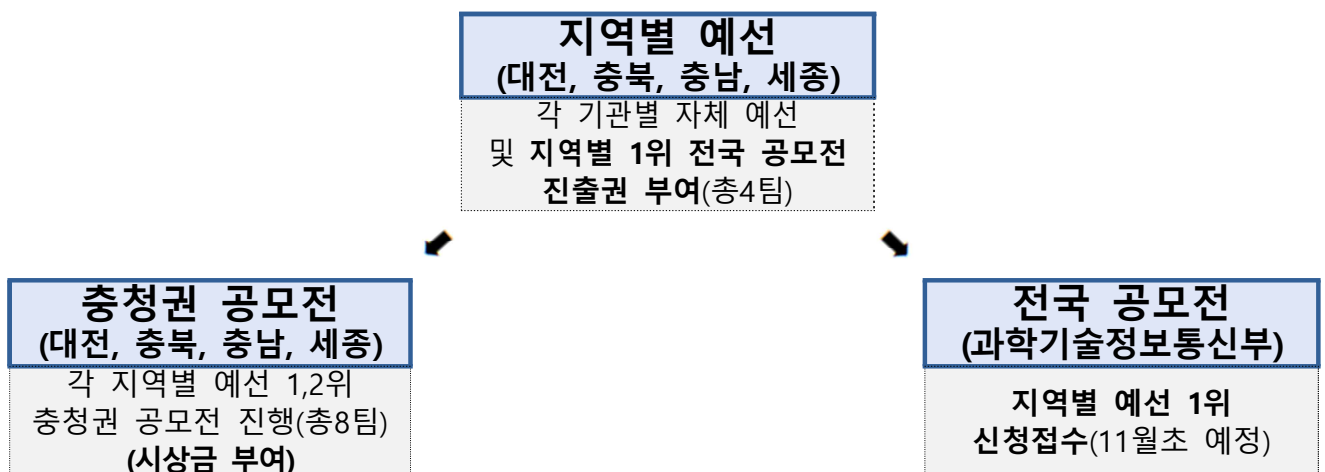 지역별 예선
(대전, 충북, 충남, 세종)
각 기관별 자체 예선
및 지역별 1위 전국 공모전
진출권 부여(총4팀)
충청권 공모전
(대전, 충북, 충남, 세종)
각 지역별 예선 1,2위
충청권 공모전 진행(총8팀)
(시상금 부여)
전국 공모전
(과학기술정보통신부)
지역별 예선 1위
신청접수(11월초 예정)